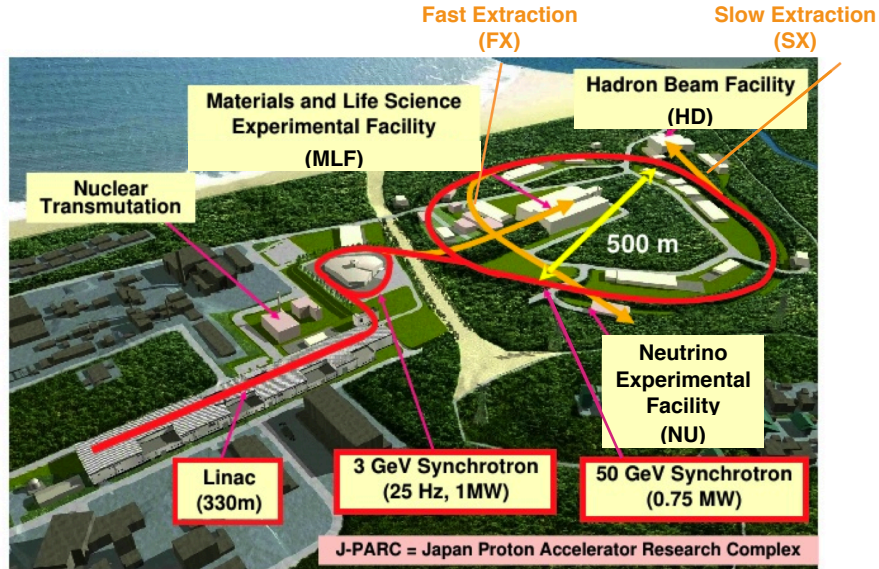 Fast Extraction
(FX)
Slow Extraction
(SX)
Materials and Life Science
Experimental Facility
(MLF)
Hadron Beam Facility
(HD)
Nuclear
Transmutation
500 m
Neutrino
Experimental
Facility
(NU)
Linac
(330m)
3 GeV Synchrotron
(25 Hz, 1MW)
50 GeV Synchrotron
(0.75 MW)
J-PARC = Japan Proton Accelerator Research Complex